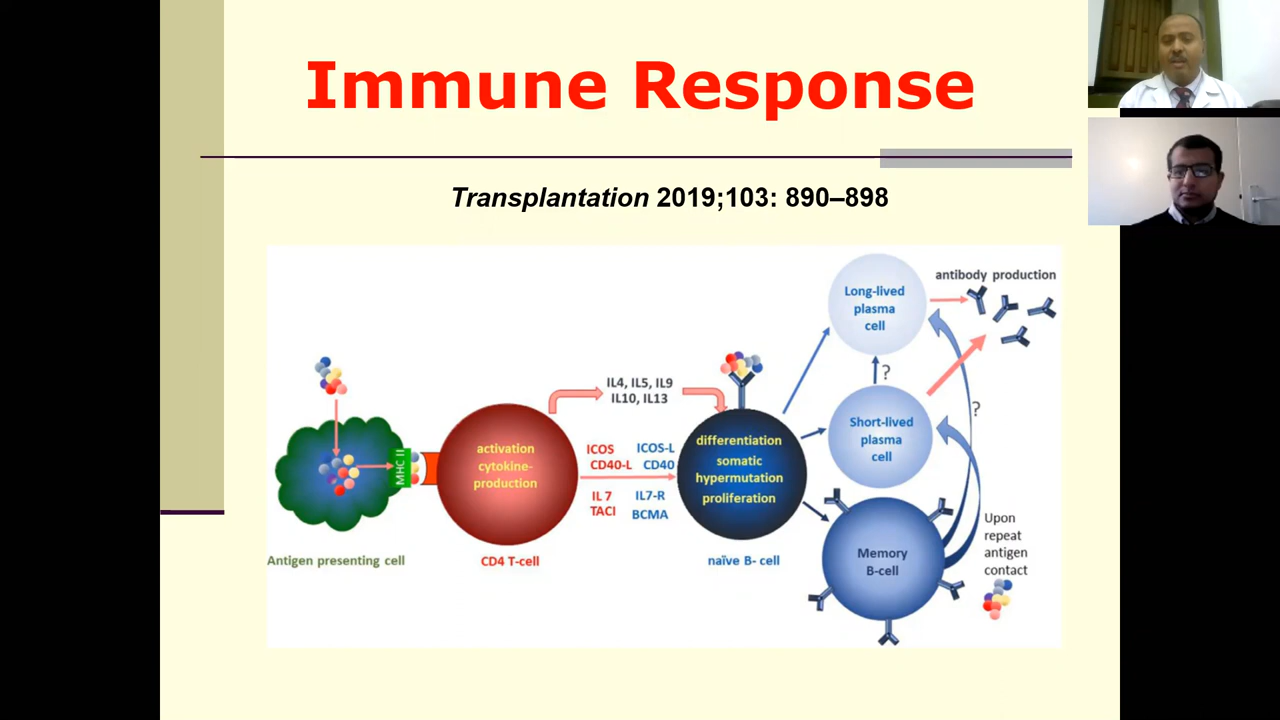 Immune Response
Transplantation 2019;103: 890–898
antibody production
Long-lived
plasma
cell
IL4, IL5, IL9
IL10, IL13
?
Short-lived
plasma
cell
?
activation
cytokine-
production
ICOS
CD40-L
ICOS-L
CD40
IL 7
TACI
IL7-R
BCMA
differentiation
somatic
hypermutation
proliferation
MHC II
Memory
B-cell
Upon
repeat
antigen
contact
Antigen presenting cell
CD4 T-cell
naïve B- cell